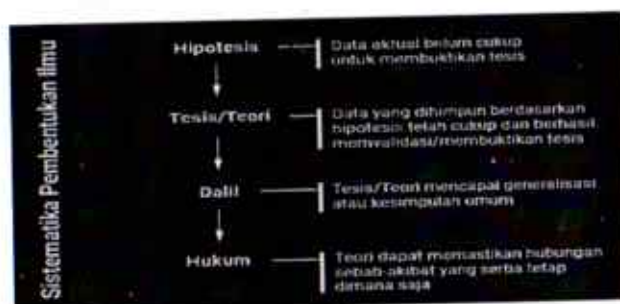 Sistematika Pembentukan Ilmu
Hipotesis
Data aktual belum cukup
untuk membuktikan tesis
Tesis/Teori
Data yang dihimpun berdasarkan
hipotesis telah cukup dan berhasil
memvalidasi/membuktikan tesis
Dalil
Tesis/Teori mencapai generalisasi
atau kesimpulan umum
Hukum
Teori dapat memastikan hubungan
sebab-akibat yang serba tetap
dimana saja